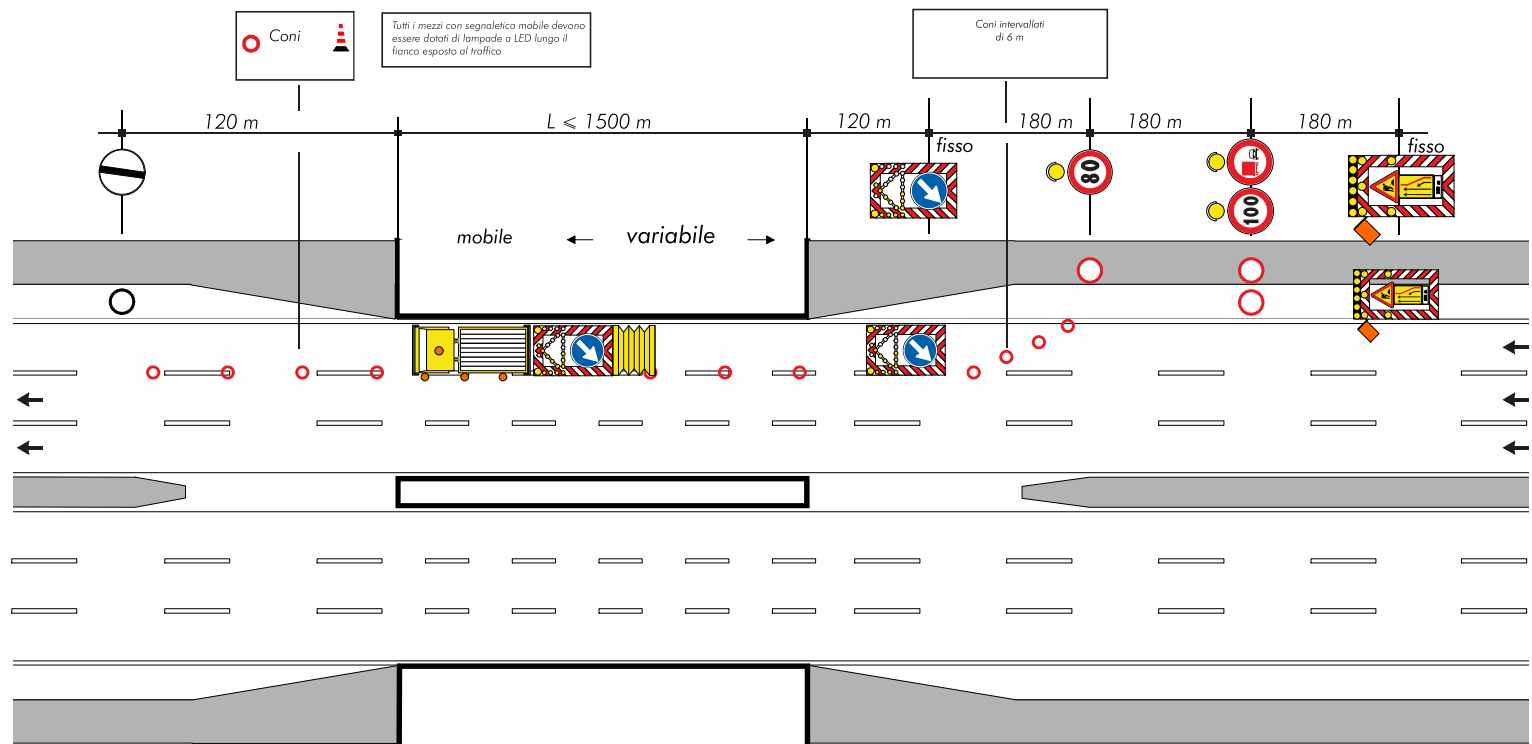 Coni
Tutti i mezzi con segnaletica mobile devono
essere dotati di lampade a LED lungo il
fianco esposto al traffico
Coni intervallati
di 6 m
120 m
L ⩽ 1500 m
120 m
180 m
180 m
180 m
fisso
fisso
80
100
mobile
variabile